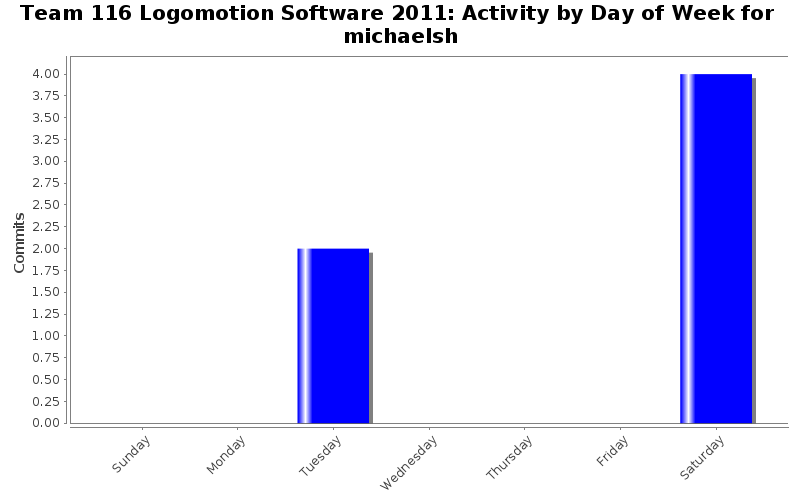 Team 116 Logomotion Software 2011: Activity by Day of Week for
michaelsh
4.00
3.75
3.50
3.25
3.00
2.75
2.50
2.25
2.00
1.75
1.50
1.25
1.00
0.75
0.50
0.25
0.00
Commits
Sunday
Monday
Tuesday
Wednesday
Thursday
Friday
Saturday